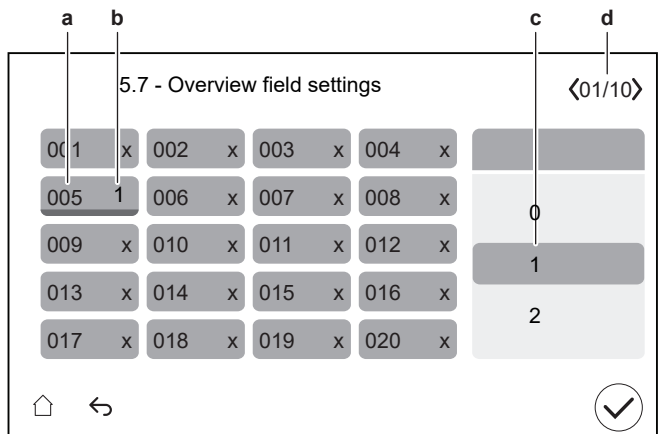 a b c d
5.7 - Overview field settings 01/10
001 x 002 x 003 x 004 x
005 1 006 x 007 x 008 x
0
009 x 010 x 011 x 012 x
1
013 x 014 x 015 x 016 x
2
017 x 018 x 019 x 020 x